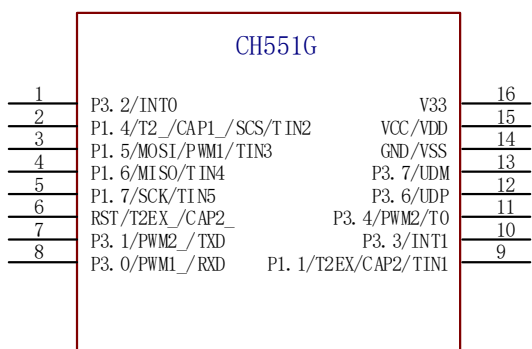 CH551G
1 P3.2/INT0 V33 16
2 P1.4/T2_/CAP1_/SCS/TIN2 VCC/VDD 15
3 P1.5/MOSI/PWM1/TIN3 GND/VSS 14
4 P1.6/MISO/TIN4 P3.7/UDM 13
5 P1.7/SCK/TIN5 P3.6/UDP 12
6 RST/T2EX_/CAP2_ P3.4/PWM2/T0 11
7 P3.1/PWM2_/TXD P3.3/INT1 10
8 P3.0/PWM1_/RXD P1.1/T2EX/CAP2/TIN1 9